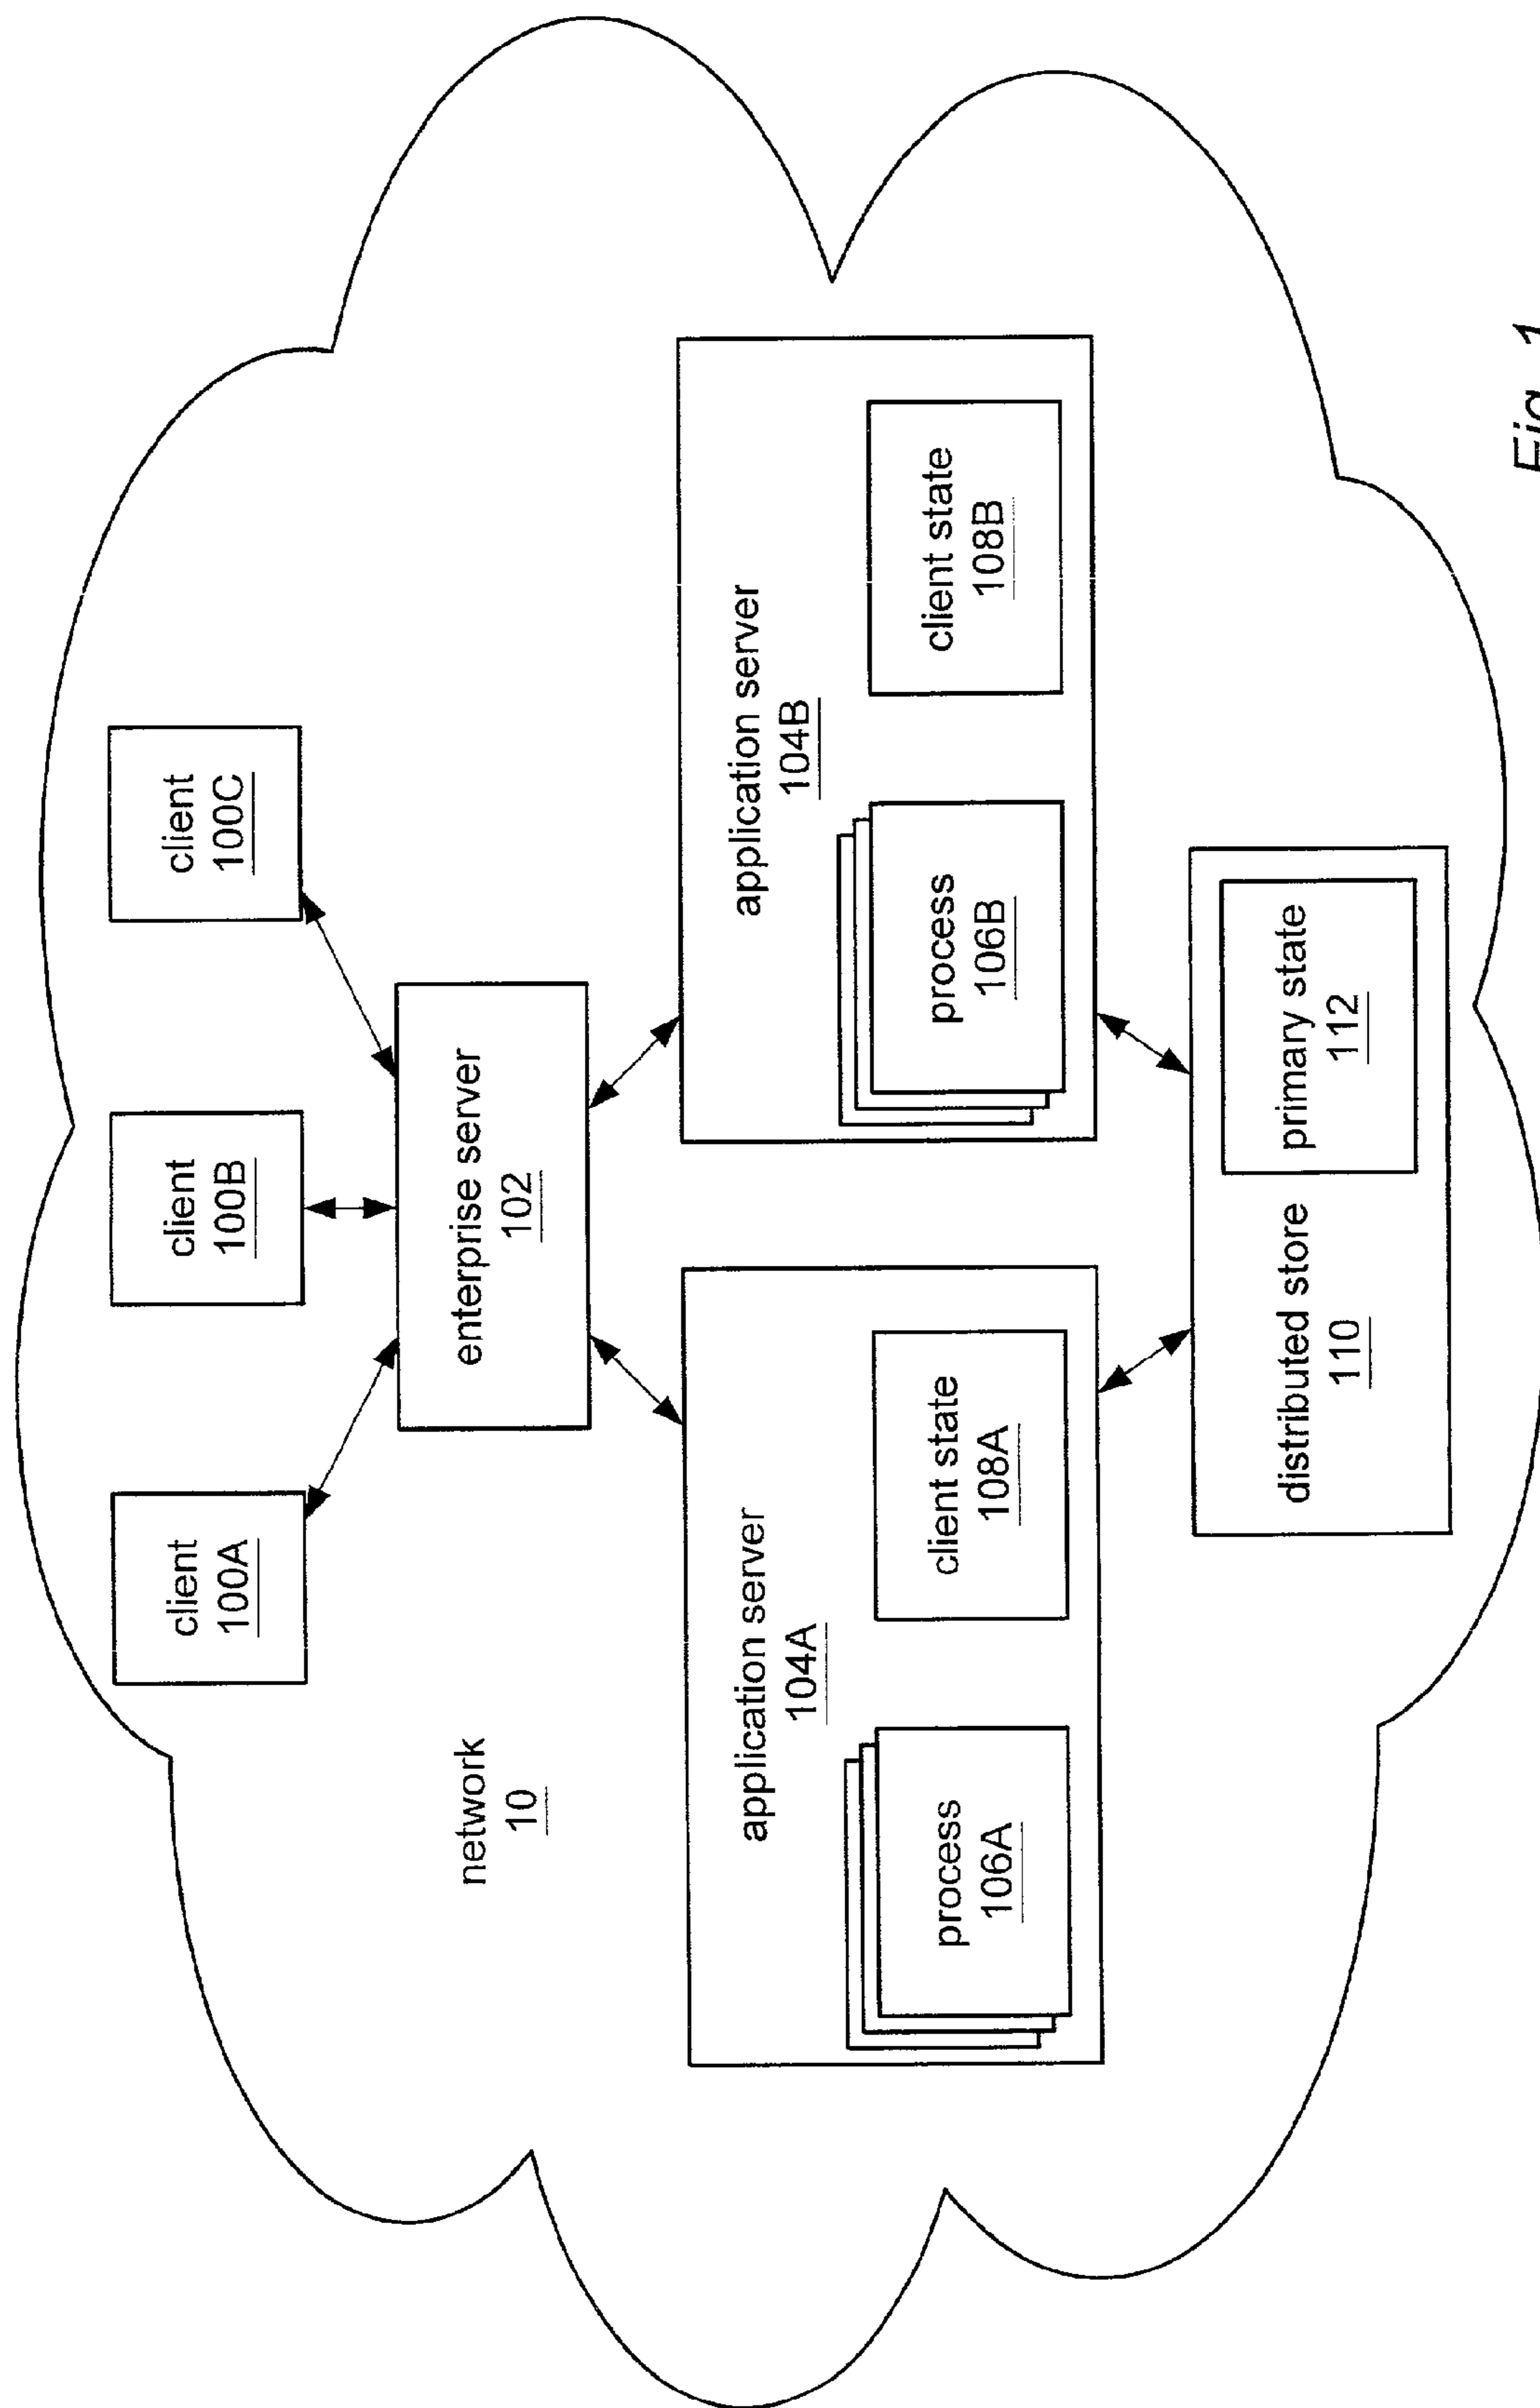 client
100A
client
100B
client
100C
network
10
enterprise server
102
application server
104A
process
106A
client state
108A
application server
104B
process
106B
client state
108B
distributed store
110
primary state
112
Fig. 1